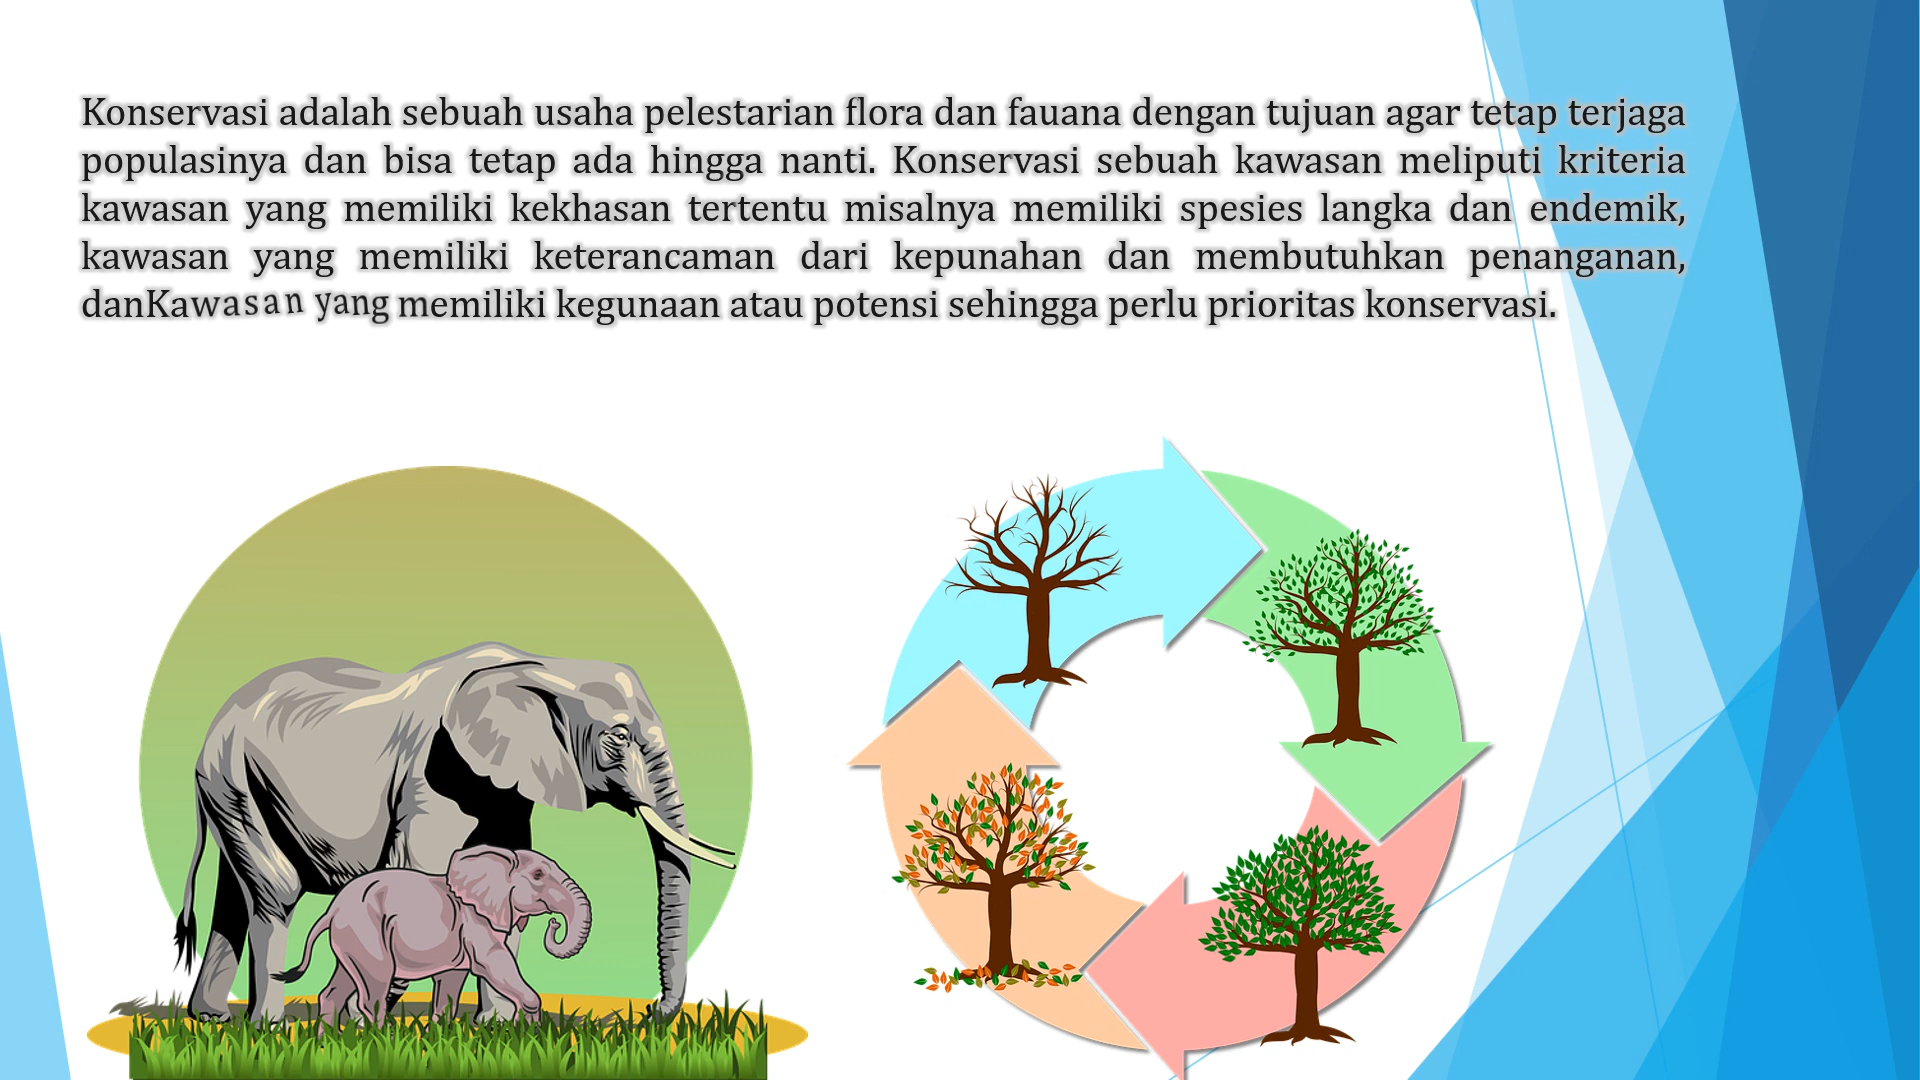 Konservasi adalah sebuah usaha pelestarian flora dan fauana dengan tujuan agar tetap terjaga
populasinya dan bisa tetap ada hingga nanti. Konservasi sebuah kawasan meliputi kriteria
kawasan yang memiliki kekhasan tertentu misalnya memiliki spesies langka dan endemik,
kawasan yang memiliki keterancaman dari kepunahan dan membutuhkan penanganan,
danKawasan yang memiliki kegunaan atau potensi sehingga perlu prioritas konservasi.